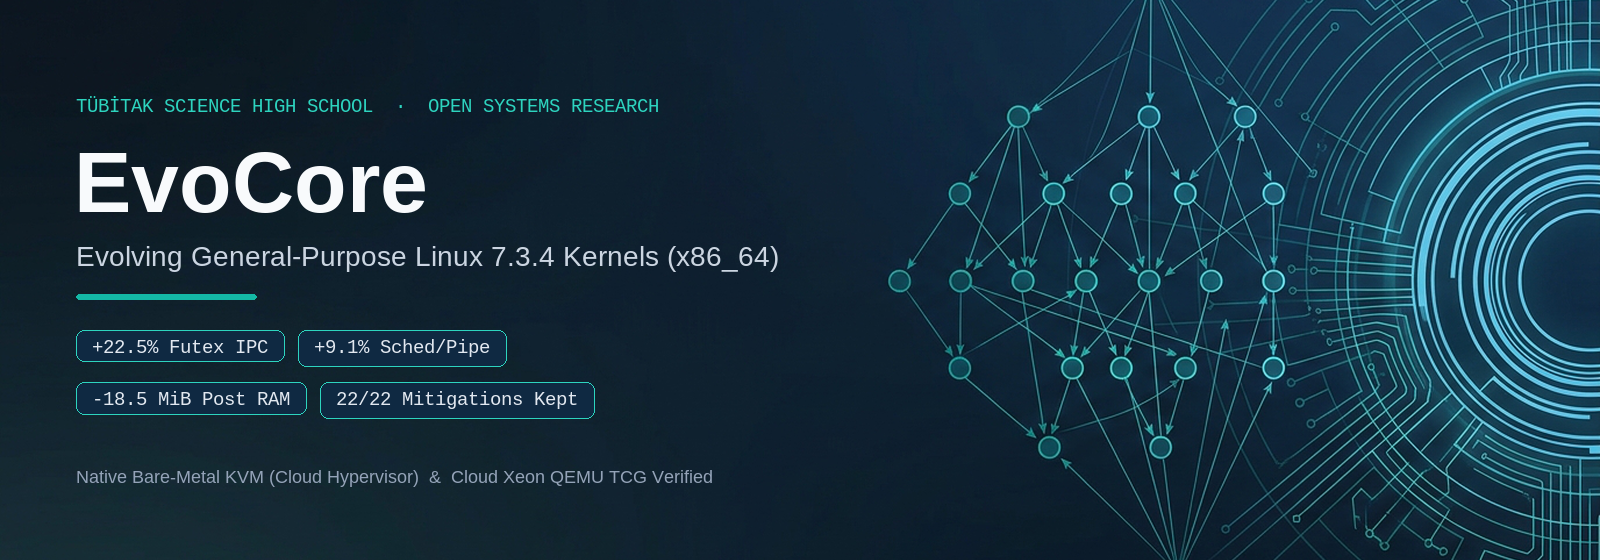 TÜBİTAK SCIENCE HIGH SCHOOL · OPEN SYSTEMS RESEARCH
EvoCore
Evolving General-Purpose Linux 7.3.4 Kernels (x86_64)
+22.5% Futex IPC
+9.1% Sched/Pipe
-18.5 MiB Post RAM
22/22 Mitigations Kept
Native Bare-Metal KVM (Cloud Hypervisor) & Cloud Xeon QEMU TCG Verified